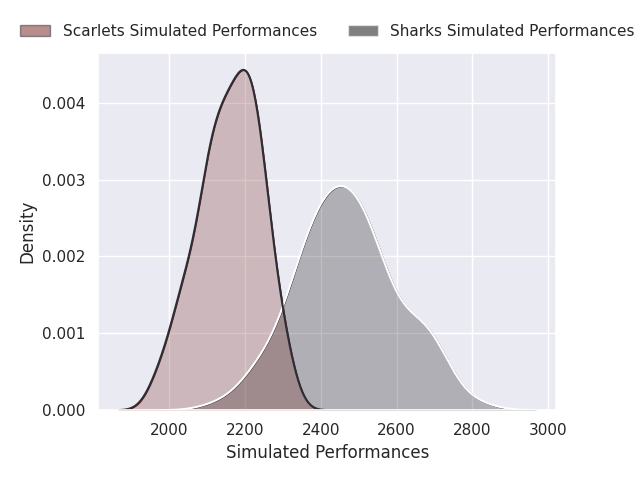 Scarlets Simulated Performances Sharks Simulated Performances
0.004
0.003
0.002
0.001
0.000
Density
2000 2200 2400 2600 2800 3000
Simulated Performances